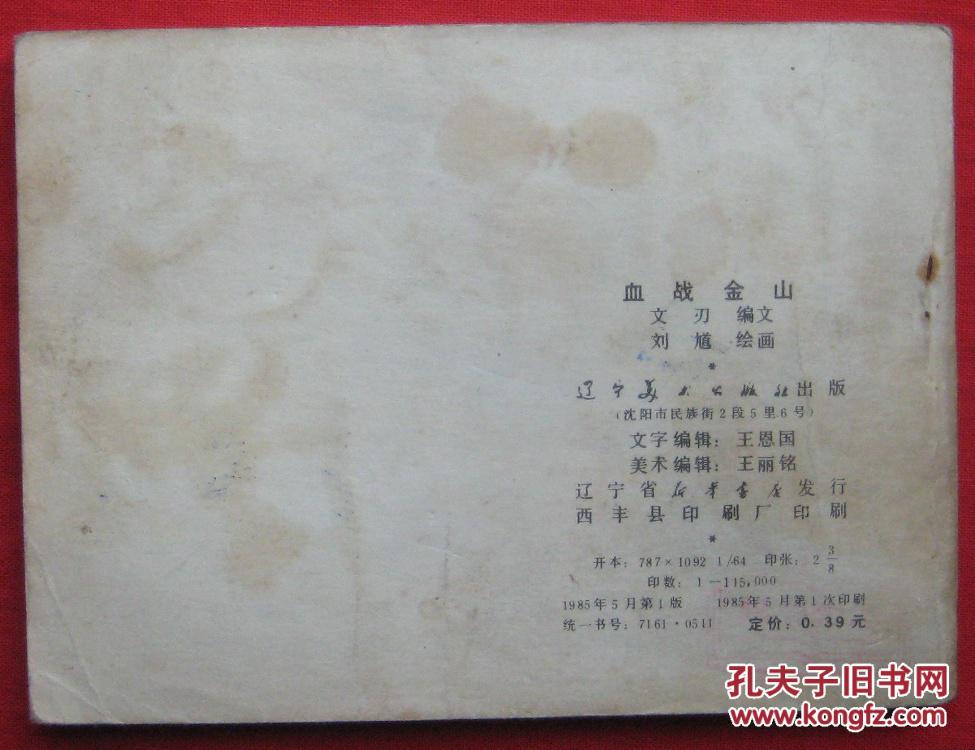 血战金山
文刃 编文
刘馗 绘画
*
辽宁美术出版社出版
（沈阳市民族街2段5里6号）
文字编辑：王恩国
美术编辑：王丽铭
辽宁省新华书店发行
西丰县印刷厂印刷
*
开本：787×1092 1/64 印张：2 3/8
印数：1—115,000
1985年5月第1版 1985年5月第1次印刷
统一书号：7161·0511 定价：0.39元
孔夫子旧书网
www.kongfz.com